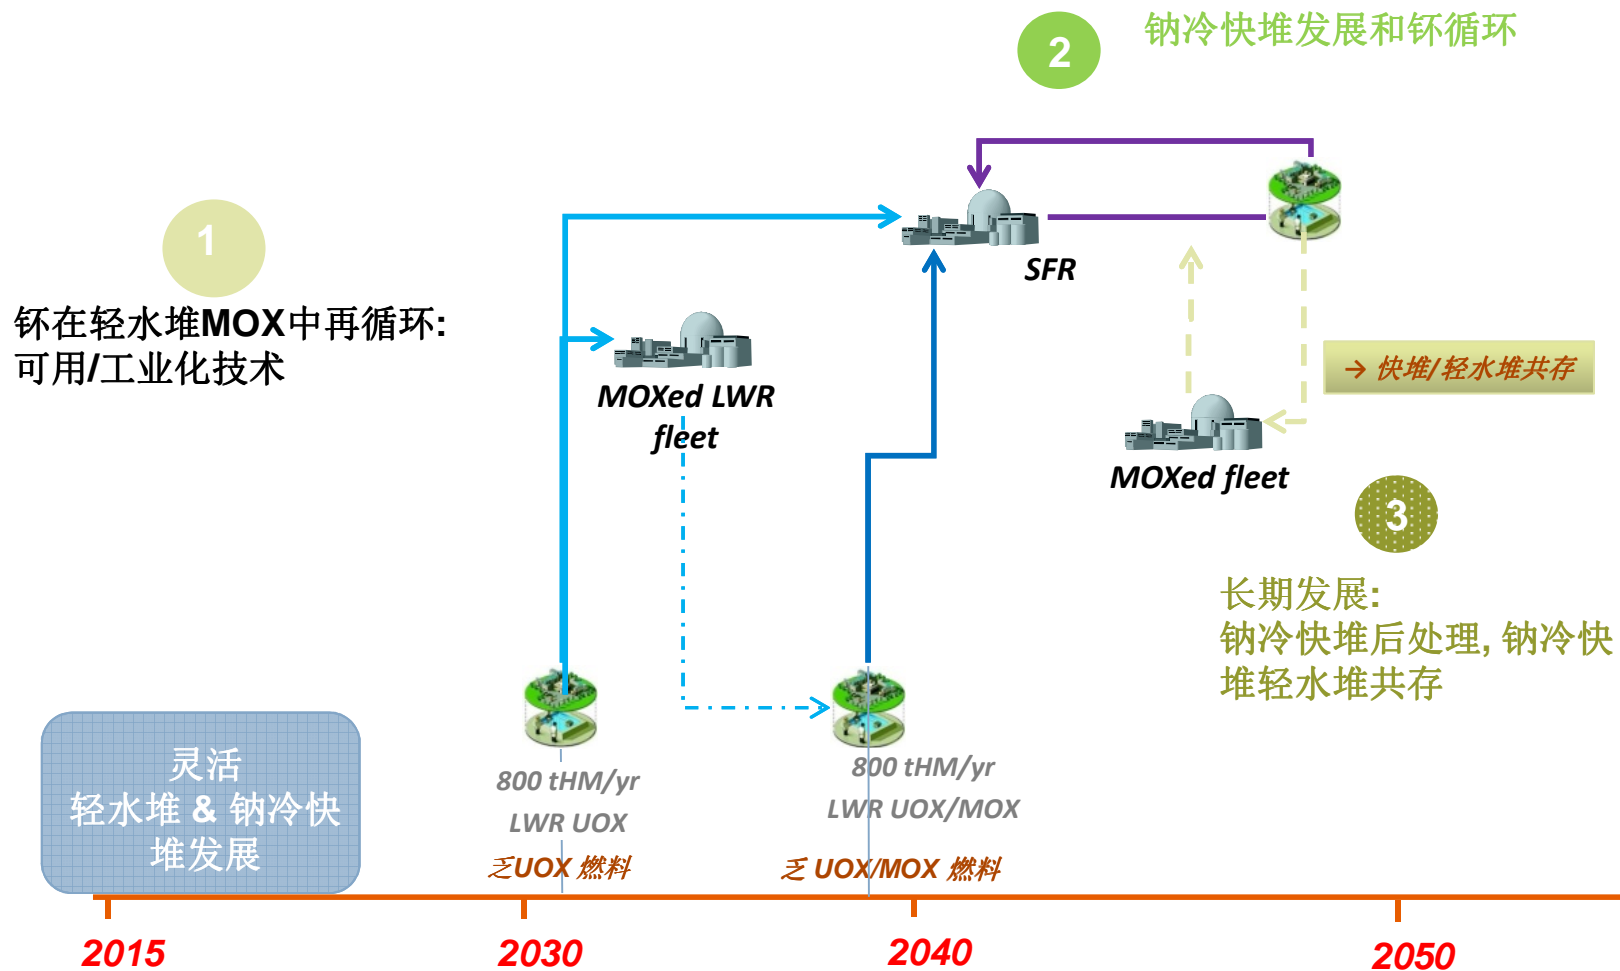 2
钠冷快堆发展和钚循环
1
钚在轻水堆MOX中再循环:
可用/工业化技术
SFR
MOXed LWR
fleet
→ 快堆/轻水堆共存
MOXed fleet
3
长期发展:
钠冷快堆后处理, 钠冷快
堆轻水堆共存
灵活
轻水堆 & 钠冷快
堆发展
800 tHM/yr
LWR UOX
乏UOX 燃料
800 tHM/yr
LWR UOX/MOX
乏 UOX/MOX 燃料
2015
2030
2040
2050